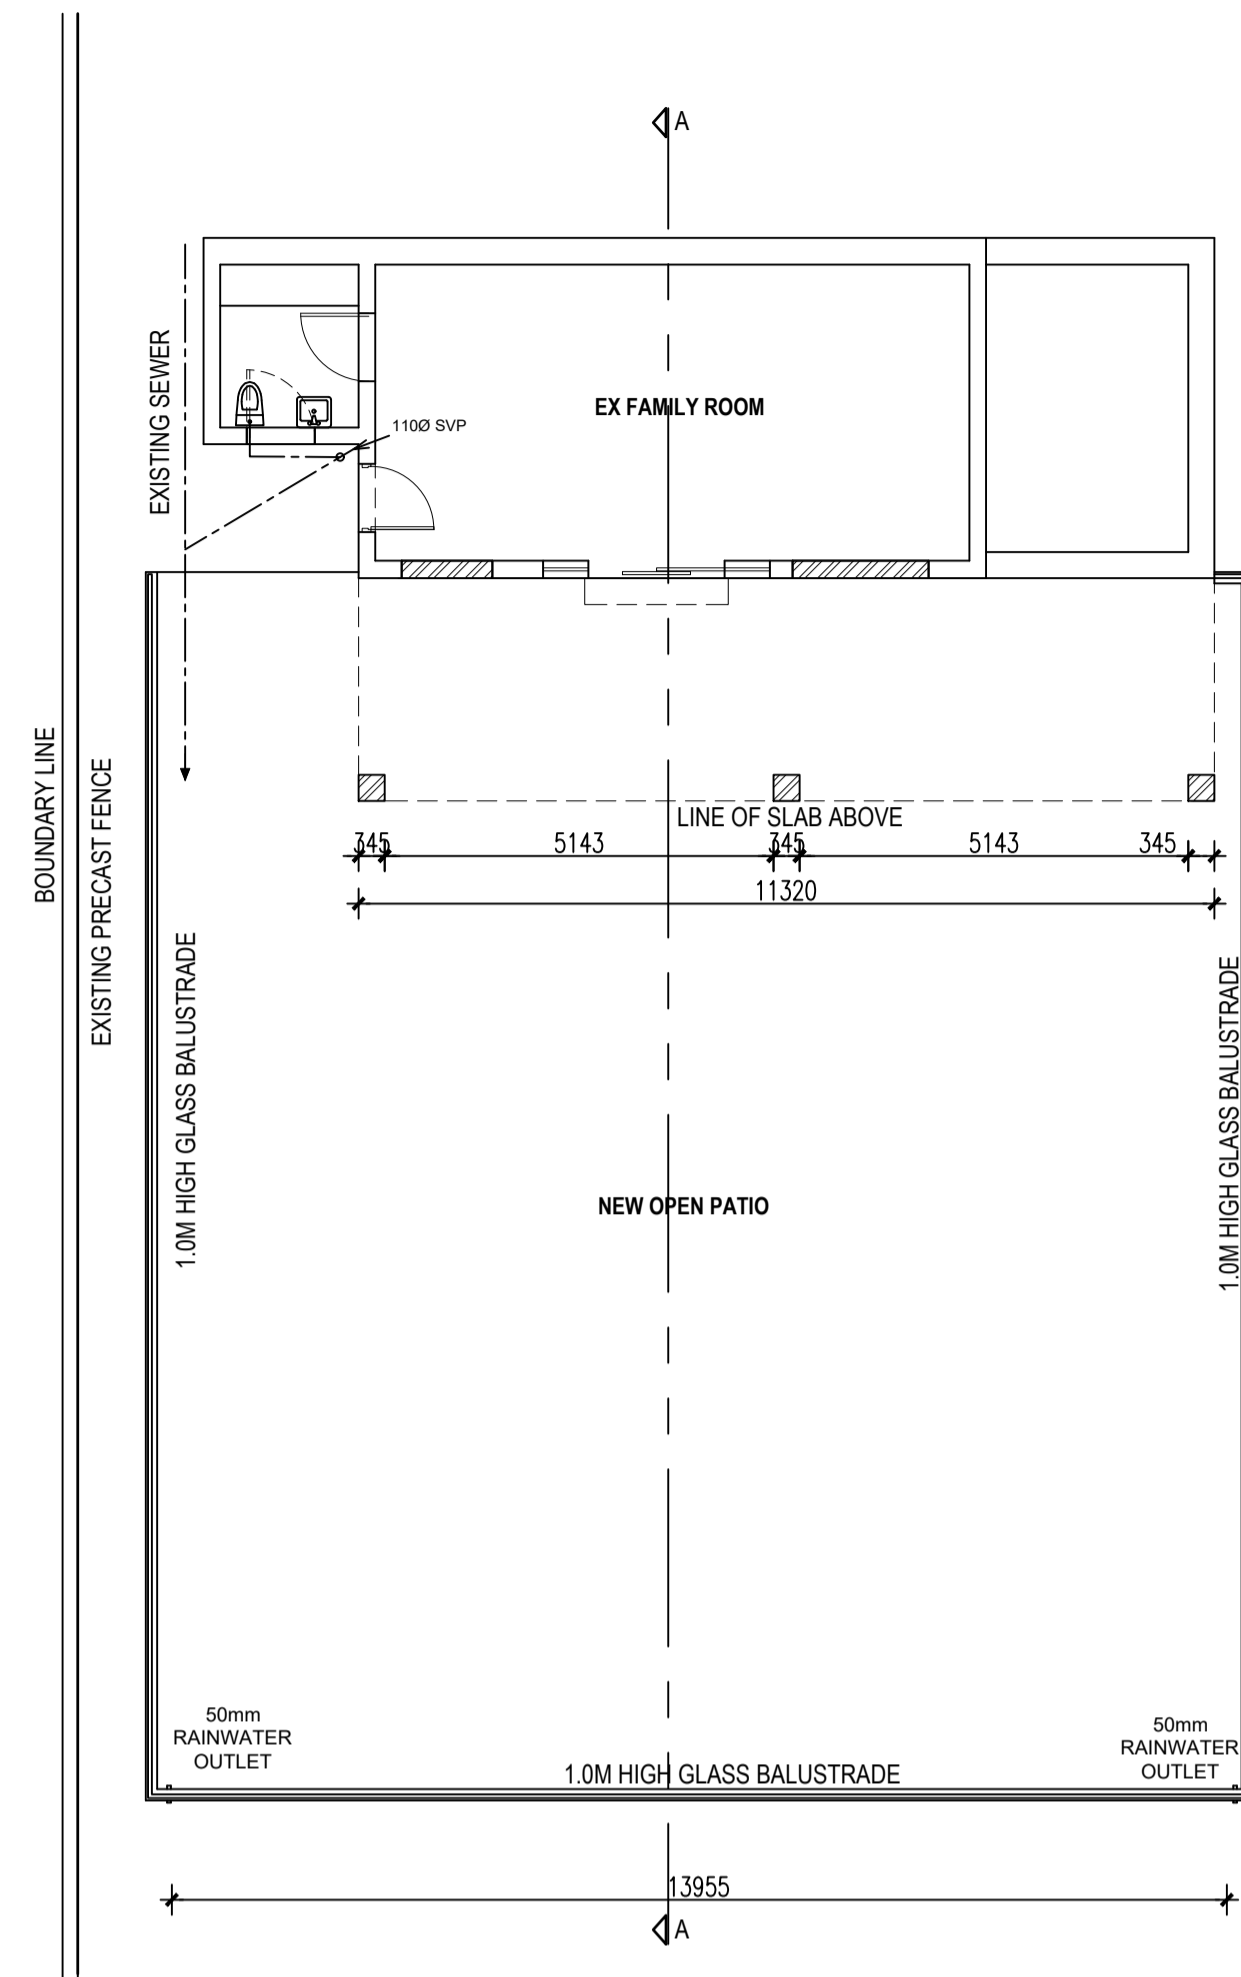 A
EXISTING SEWER
EX FAMILY ROOM
110Ø SVP
BOUNDARY LINE
EXISTING PRECAST FENCE
LINE OF SLAB ABOVE
345 5143 345 5143 345
11320
1.0M HIGH GLASS BALUSTRADE
1.0M HIGH GLASS BALUSTRADE
NEW OPEN PATIO
50mm
RAINWATER
OUTLET
50mm
RAINWATER
OUTLET
1.0M HIGH GLASS BALUSTRADE
13955
A